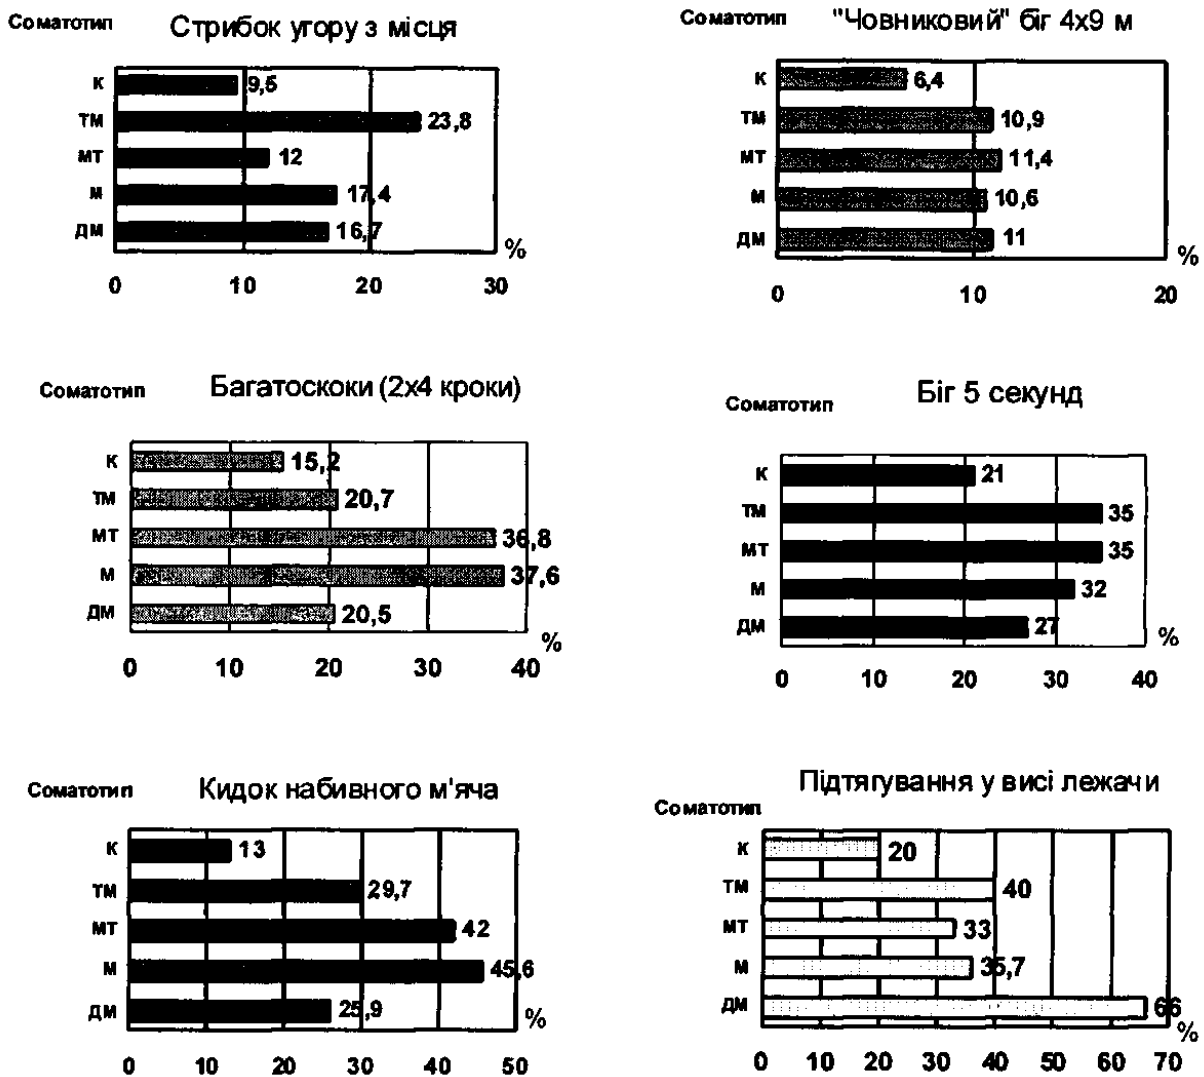 Соматотип
Стрибок угору з місця
К 9,5
ТМ 23,8
МТ 12
М 17,4
ДМ 16,7
%
0 10 20 30
Соматотип
"Човниковий" біг 4х9 м
К 6,4
ТМ 10,9
МТ 11,4
М 10,6
ДМ 11
%
0 10 20
Соматотип
Багатоскоки (2х4 кроки)
К 15,2
ТМ 20,7
МТ 36,8
М 37,6
ДМ 20,5
%
0 10 20 30 40
Соматотип
Біг 5 секунд
К 21
ТМ 35
МТ 35
М 32
ДМ 27
%
0 10 20 30 40
Соматотип
Кидок набивного м'яча
К 13
ТМ 29,7
МТ 42
М 45,6
ДМ 25,9
%
0 10 20 30 40 50
Соматотип
Підтягування у висі лежачи
К 20
ТМ 40
МТ 33
М 35,7
ДМ 66
%
0 10 20 30 40 50 60 70